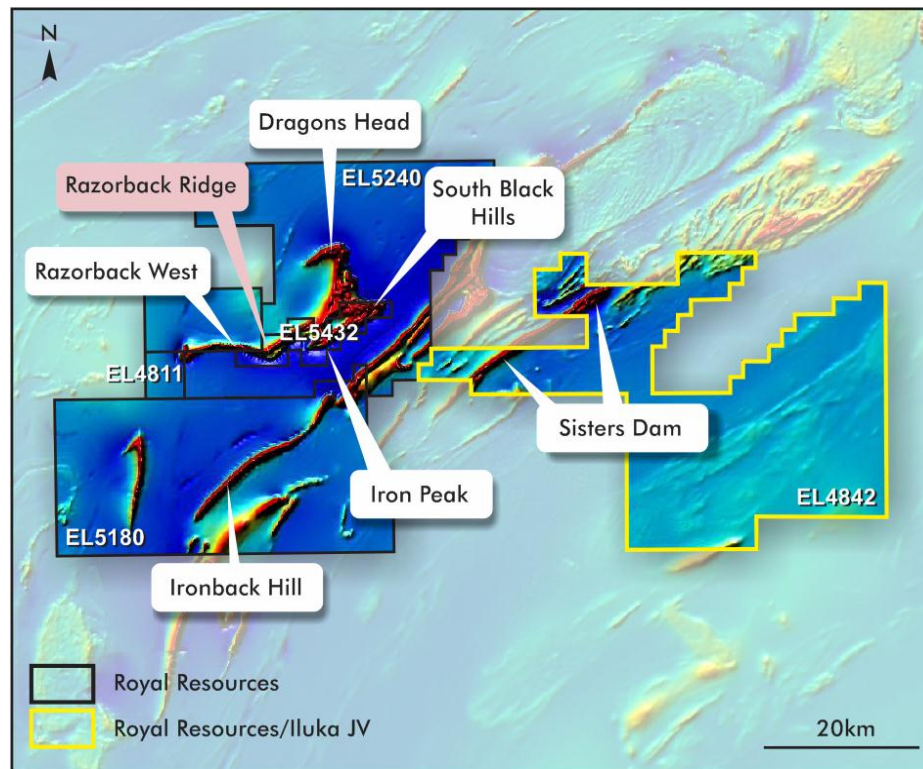 N
Dragons Head
EL5240
Razorback Ridge
South Black
Hills
Razorback West
EL5432
EL4811
Sisters Dam
Iron Peak
EL4842
EL5180
Ironback Hill
Royal Resources
Royal Resources/Iluka JV
20km